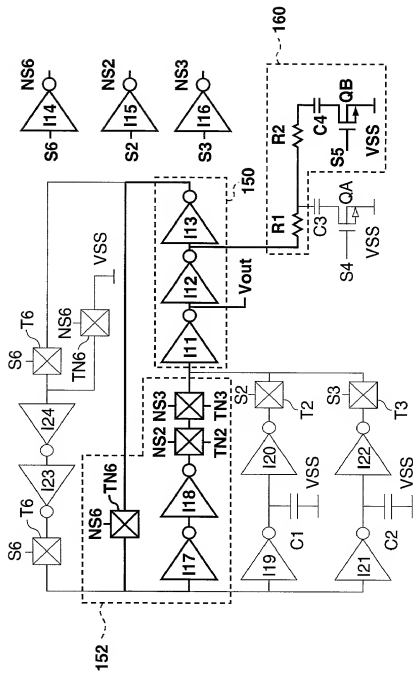 NS6
I14
S6
NS2
I15
S2
NS3
I16
S3
160
R2
C4
QB
S5
VSS
R1
C3
QA
S4
VSS
150
I13
I12
I11
Vout
VSS
NS6
TN6
T6
S6
I24
I23
T6
S6
NS6
TN6
NS3
TN3
NS2
TN2
I18
I17
152
S2
T2
I20
VSS
C1
I19
S3
T3
I22
VSS
C2
I21